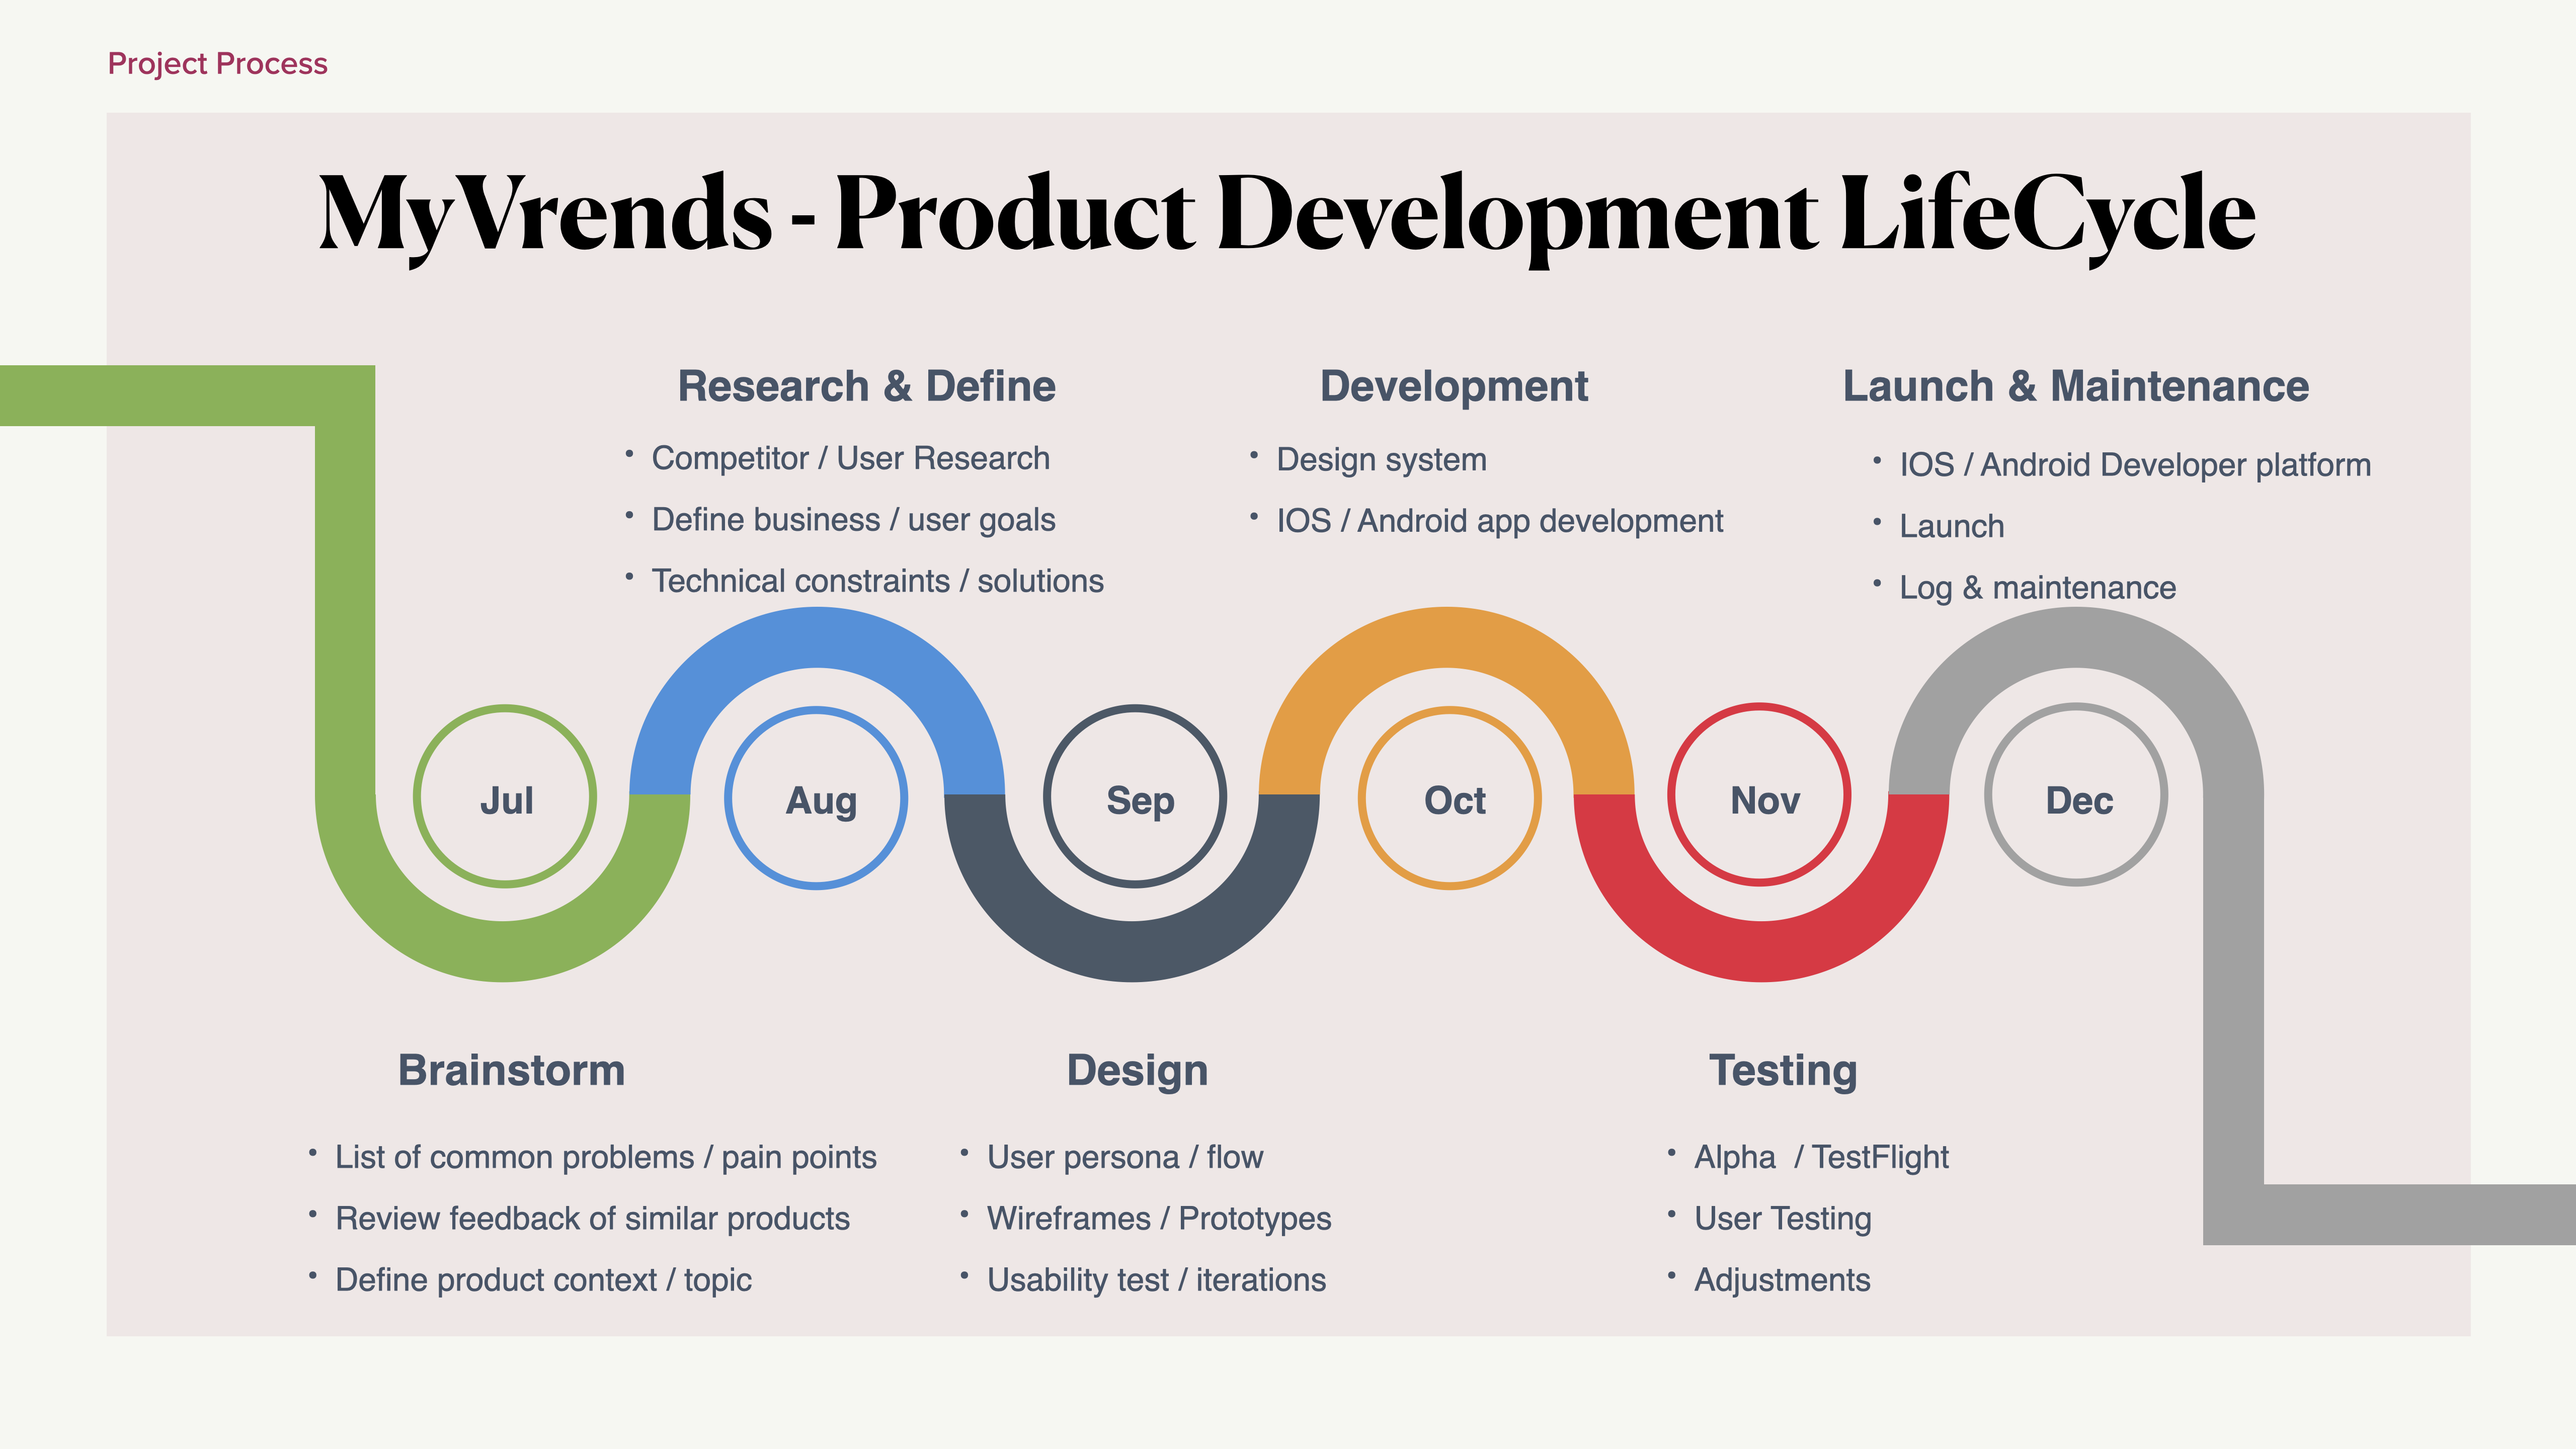 Project Process
MyVrends - Product Development LifeCycle
Research & Define
• Competitor / User Research
• Define business / user goals
• Technical constraints / solutions
Development
• Design system
• IOS / Android app development
Launch & Maintenance
• IOS / Android Developer platform
• Launch
• Log & maintenance
Jul
Aug
Sep
Oct
Nov
Dec
Brainstorm
• List of common problems / pain points
• Review feedback of similar products
• Define product context / topic
Design
• User persona / flow
• Wireframes / Prototypes
• Usability test / iterations
Testing
• Alpha  / TestFlight
• User Testing
• Adjustments